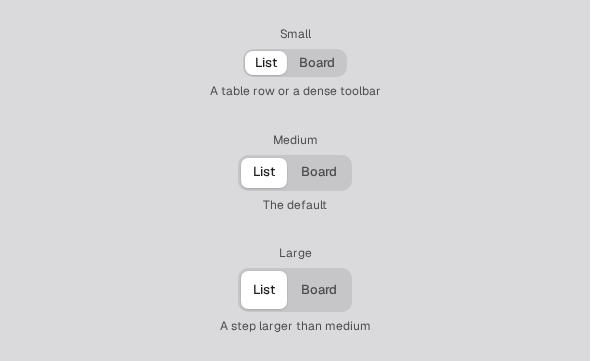 Small
List Board
A table row or a dense toolbar
Medium
List Board
The default
Large
List Board
A step larger than medium